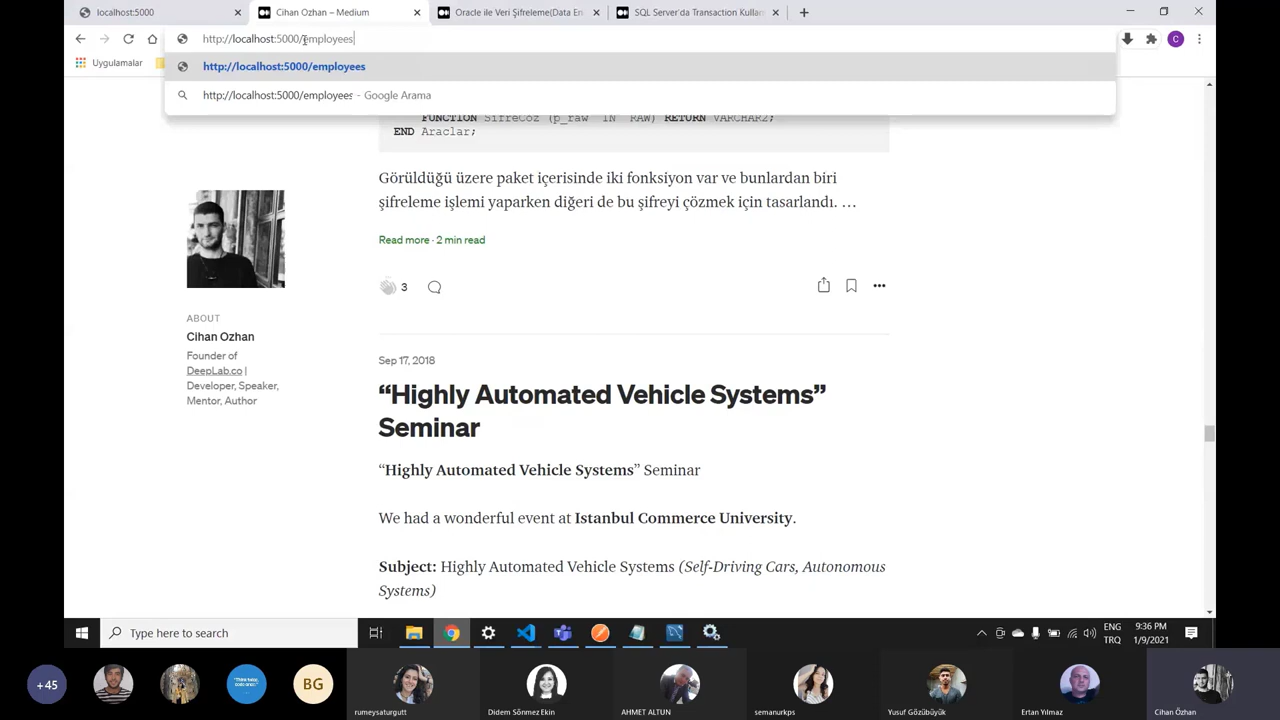 localhost:5000
Cihan Ozhan – Medium
Oracle ile Veri Şifreleme(Data En
SQL Server'da Transaction Kullan
http://localhost:5000/employees
C
Uygulamalar
http://localhost:5000/employees
http://localhost:5000/employees - Google Arama
FUNCTION SifreCoz (p_raw IN RAW) RETURN VARCHAR2;
END Araclar;
Görüldüğü üzere paket içerisinde iki fonksiyon var ve bunlardan biri
şifreleme işlemi yaparken diğeri de bu şifreyi çözmek için tasarlandı. …
Read more · 2 min read
3
ABOUT
Cihan Ozhan
Founder of
DeepLab.co |
Developer, Speaker,
Mentor, Author
Sep 17, 2018
“Highly Automated Vehicle Systems”
Seminar
“Highly Automated Vehicle Systems” Seminar
We had a wonderful event at Istanbul Commerce University.
Subject: Highly Automated Vehicle Systems (Self-Driving Cars, Autonomous
Systems)
Type here to search
ENG
TRQ
9:36 PM
1/9/2021
+45
BG
rumeysaturgutt
Didem Sönmez Ekin
AHMET ALTUN
semanurkps
Yusuf Gözübüyük
Ertan Yılmaz
Cihan Özhan